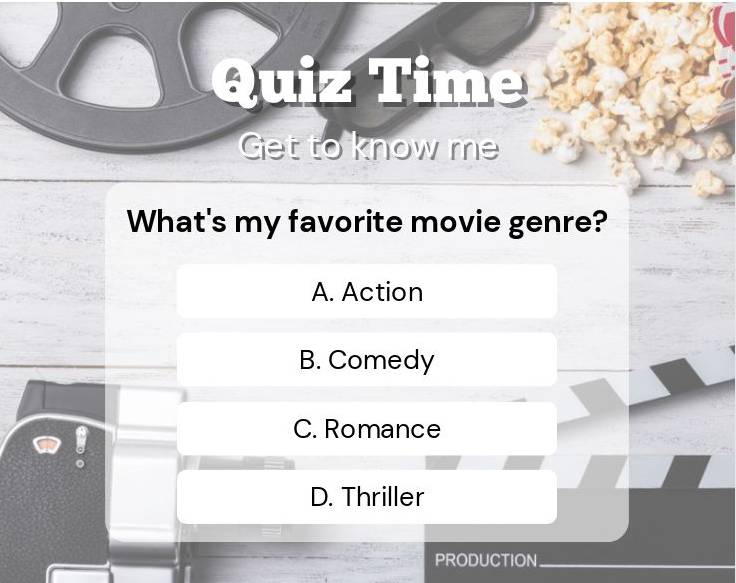 Quiz Time
Get to know me
What's my favorite movie genre?
A. Action
B. Comedy
C. Romance
D. Thriller
PRODUCTION